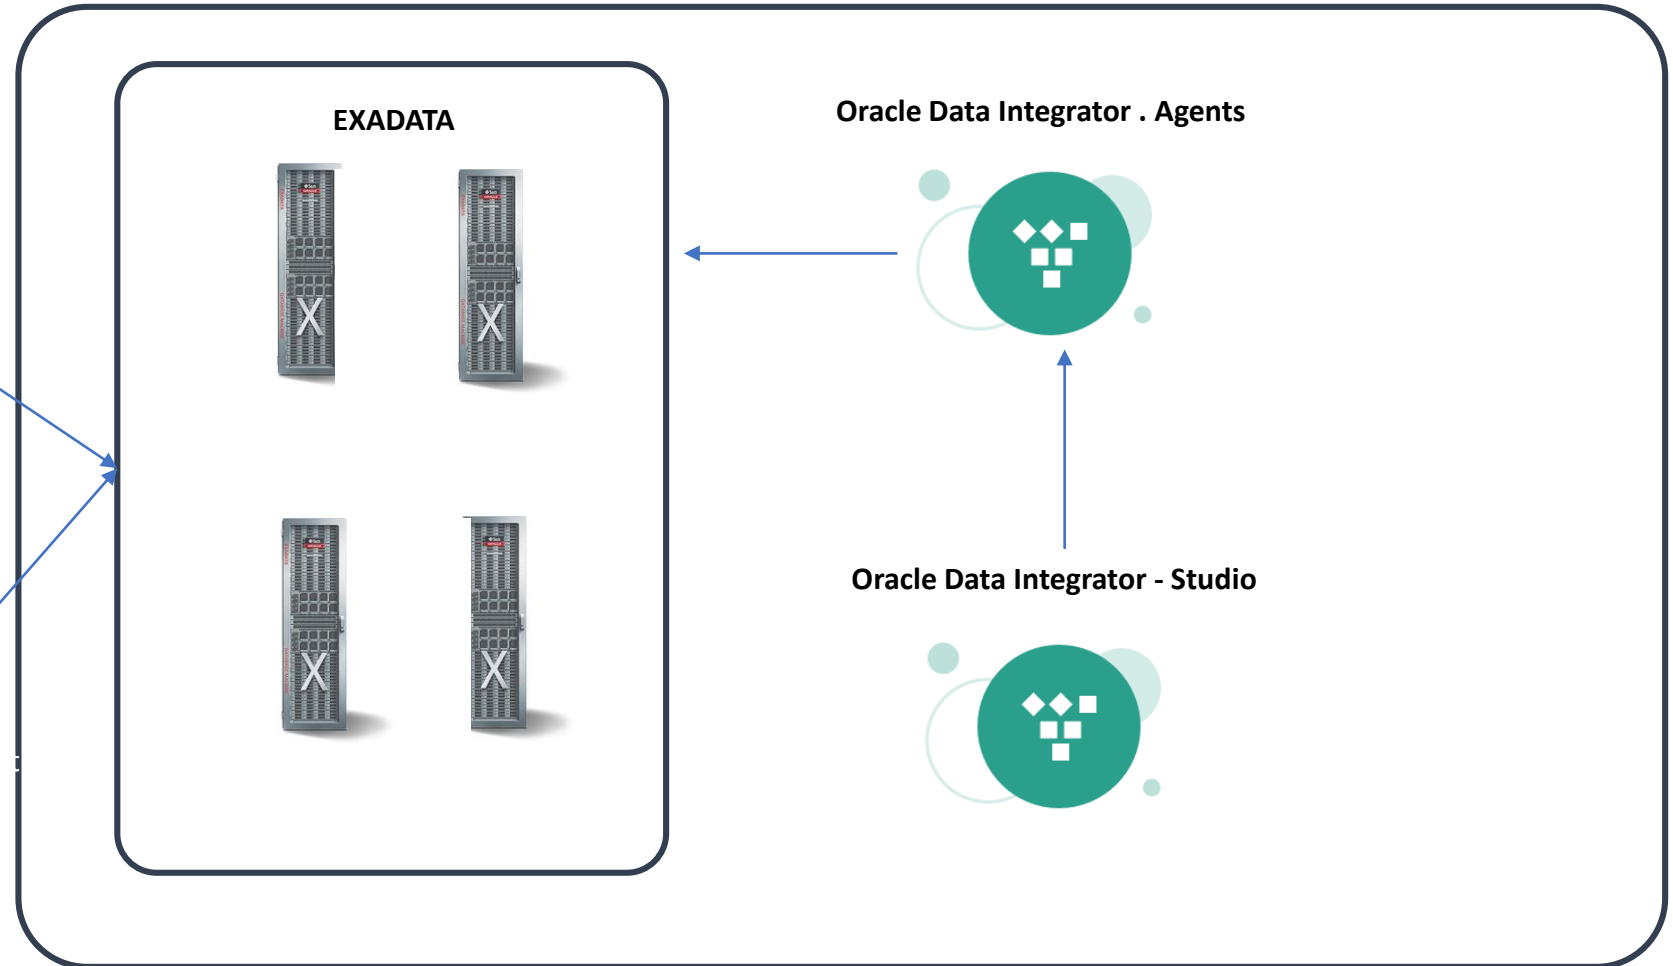 EXADATA
Oracle Data Integrator . Agents
X
X
Oracle Data Integrator - Studio
X
X
t